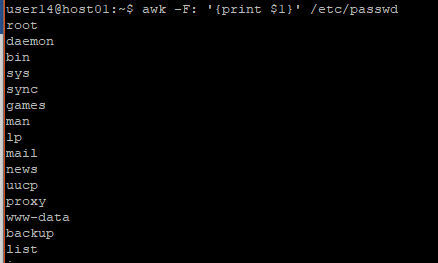 user14@host01:~$ awk -F: '{print $1}' /etc/passwd
root
daemon
bin
sys
sync
games
man
lp
mail
news
uucp
proxy
www-data
backup
list